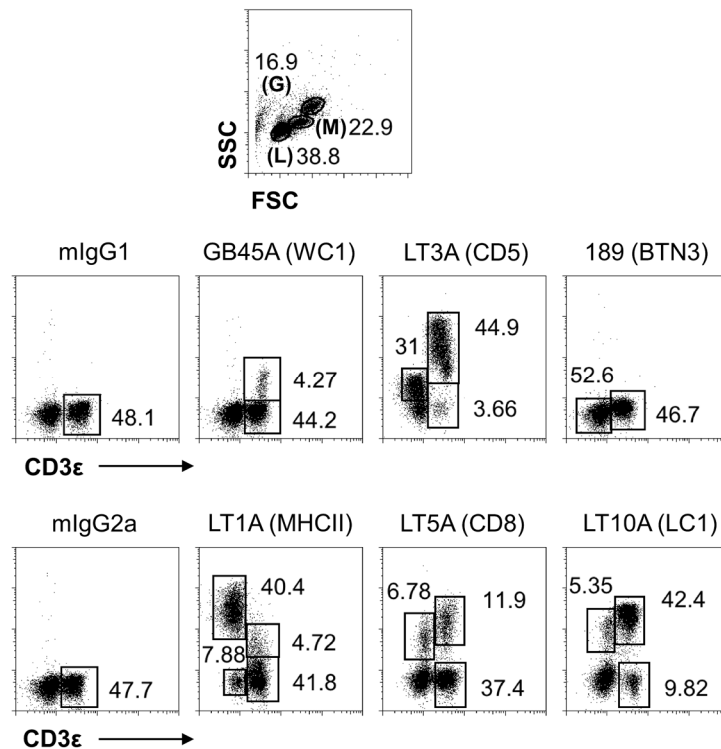 16.9
(G)
(M) 22.9
(L) 38.8
SSC
FSC
mIgG1
GB45A (WC1)
LT3A (CD5)
189 (BTN3)
48.1
4.27
44.2
31
44.9
3.66
52.6
46.7
CD3ε
mIgG2a
LT1A (MHCII)
LT5A (CD8)
LT10A (LC1)
47.7
40.4
7.88
4.72
41.8
6.78
11.9
37.4
5.35
42.4
9.82
CD3ε